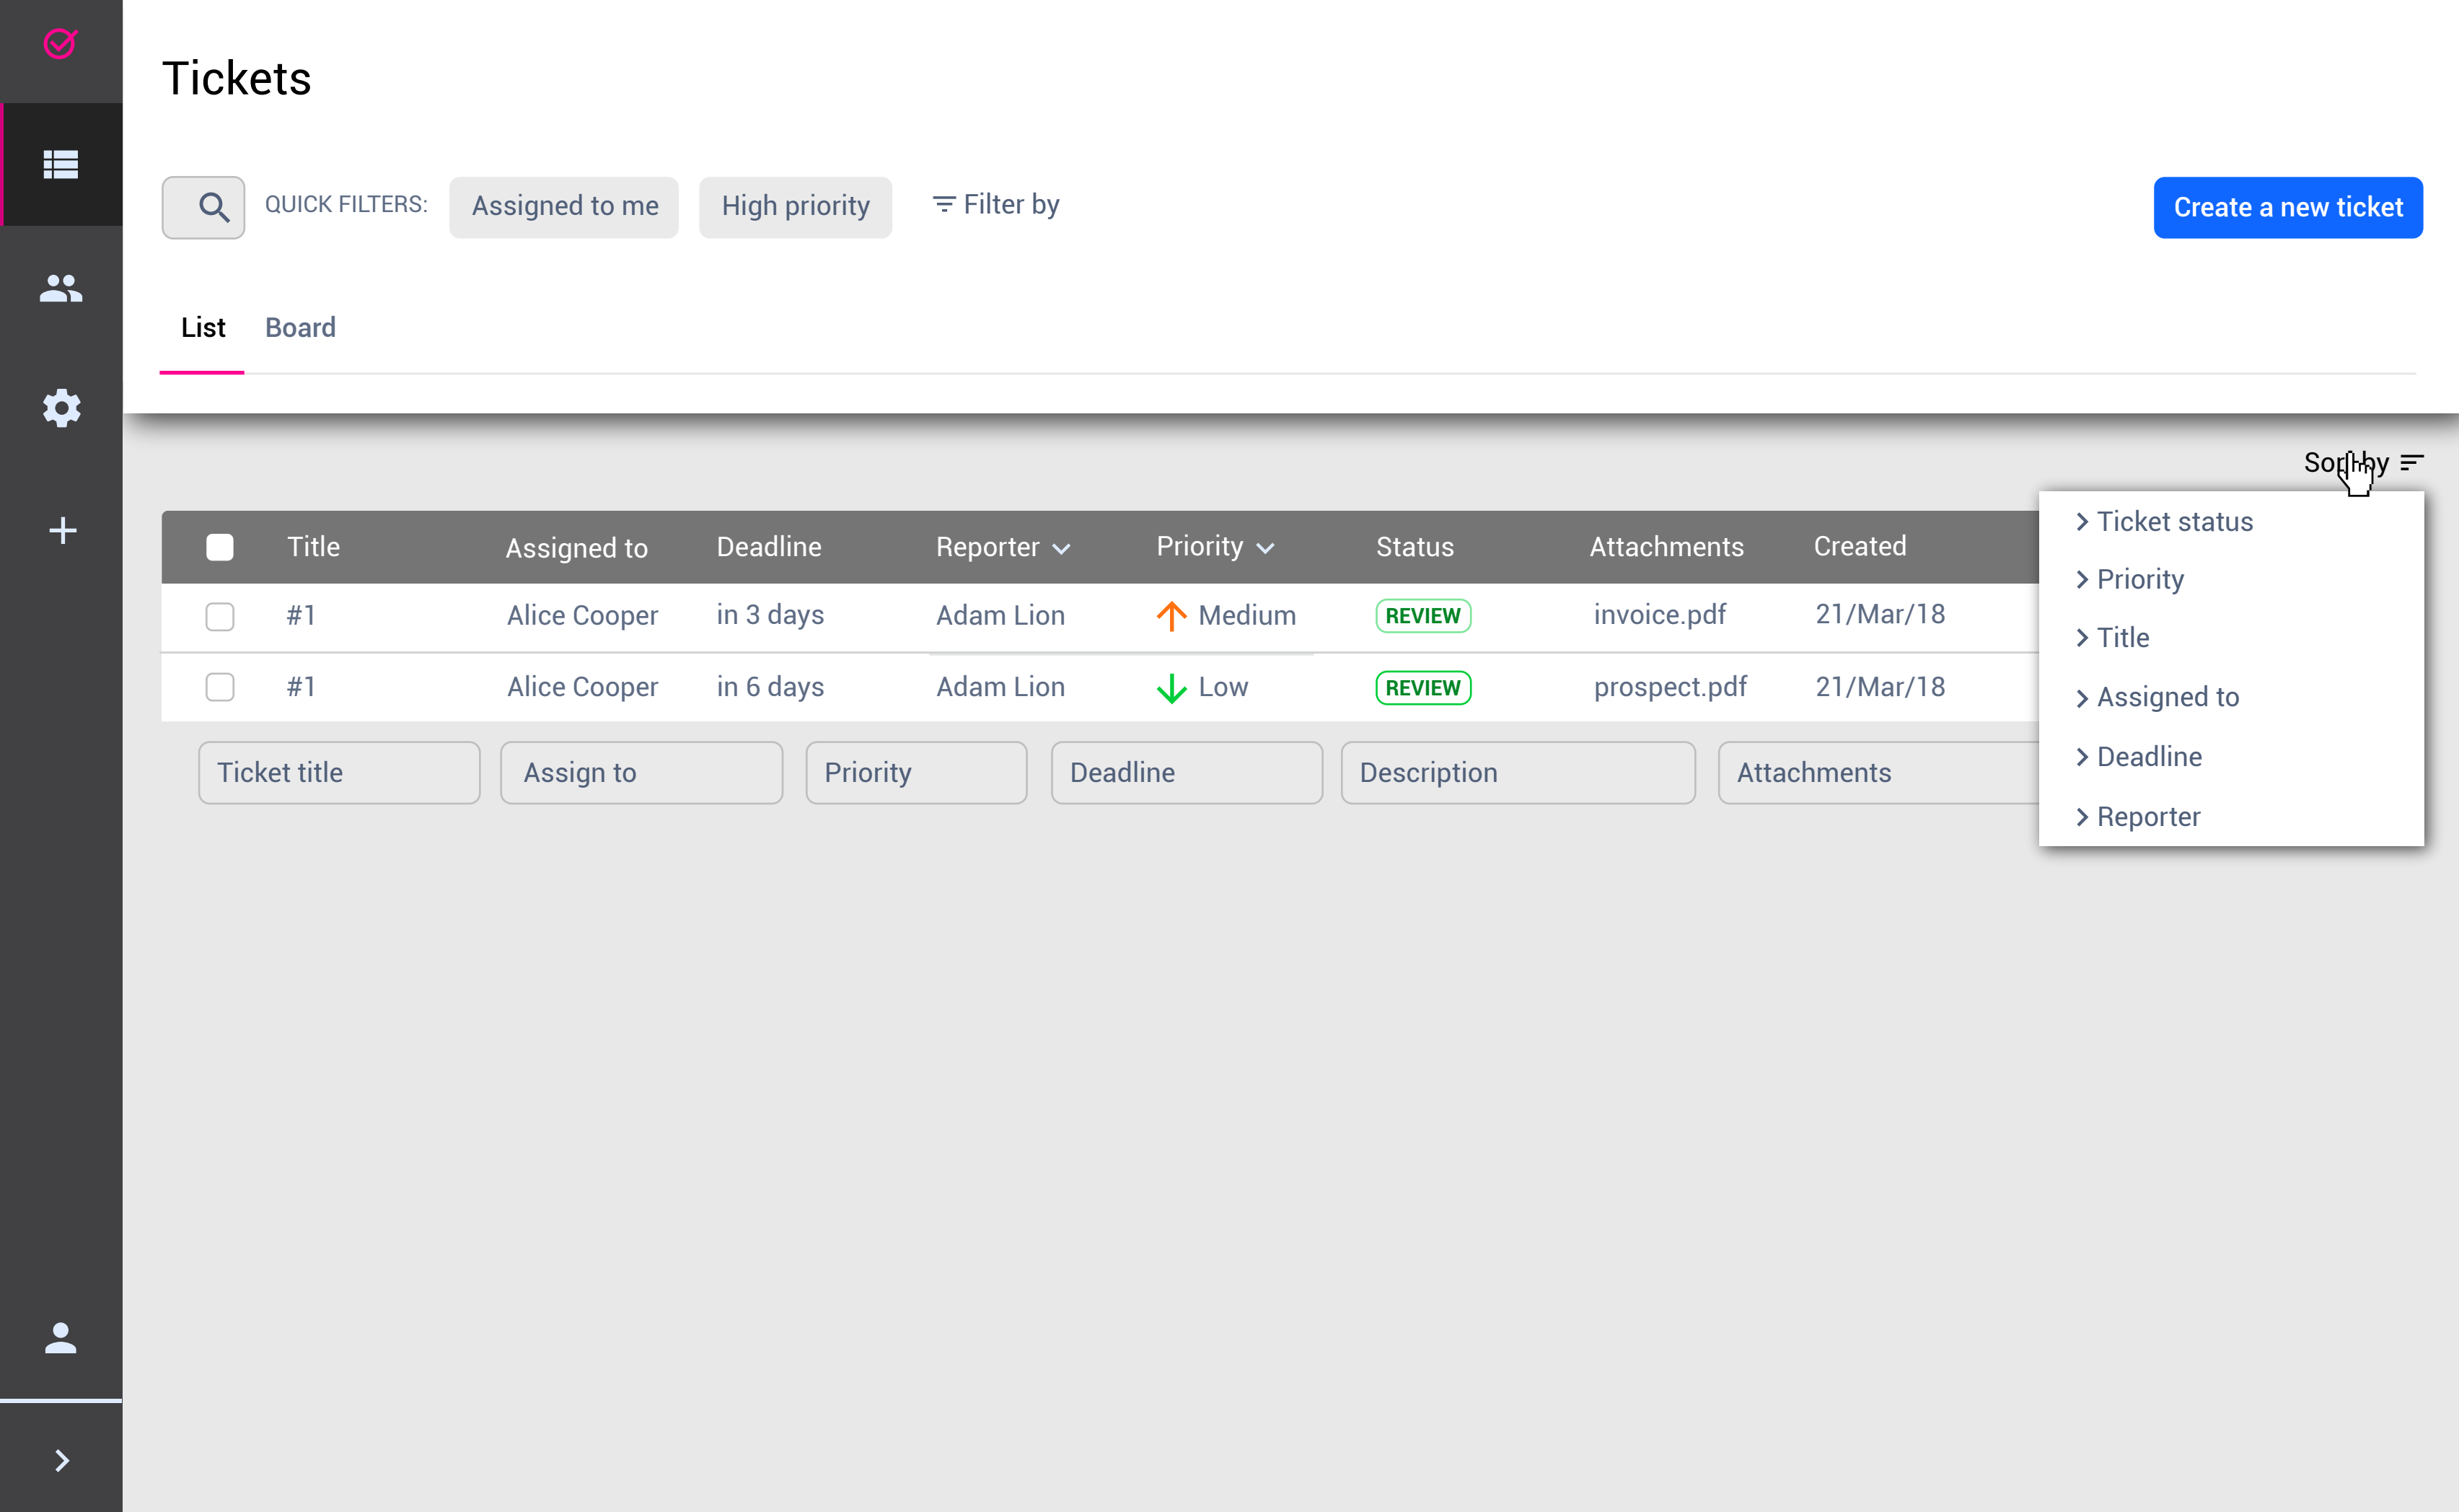 Tickets
QUICK FILTERS: Assigned to me High priority Filter by Create a new ticket
List Board
Sort by
Title Assigned to Deadline Reporter Priority Status Attachments Created
#1 Alice Cooper in 3 days Adam Lion Medium REVIEW invoice.pdf 21/Mar/18
#1 Alice Cooper in 6 days Adam Lion Low REVIEW prospect.pdf 21/Mar/18
Ticket title Assign to Priority Deadline Description Attachments
Ticket status
Priority
Title
Assigned to
Deadline
Reporter